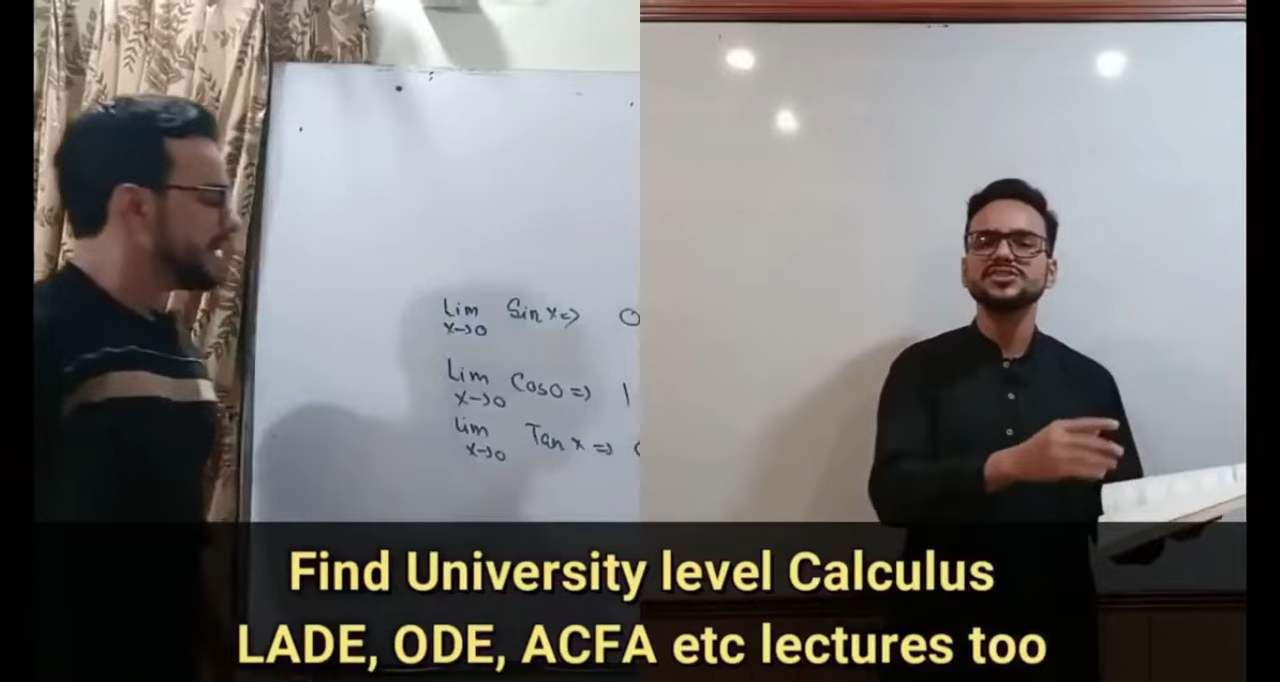 Lim Sin x => 0
x→0
Lim Cos0 => 1
x→0
Lim Tan x =>
x→0
Find University level Calculus
LADE, ODE, ACFA etc lectures too